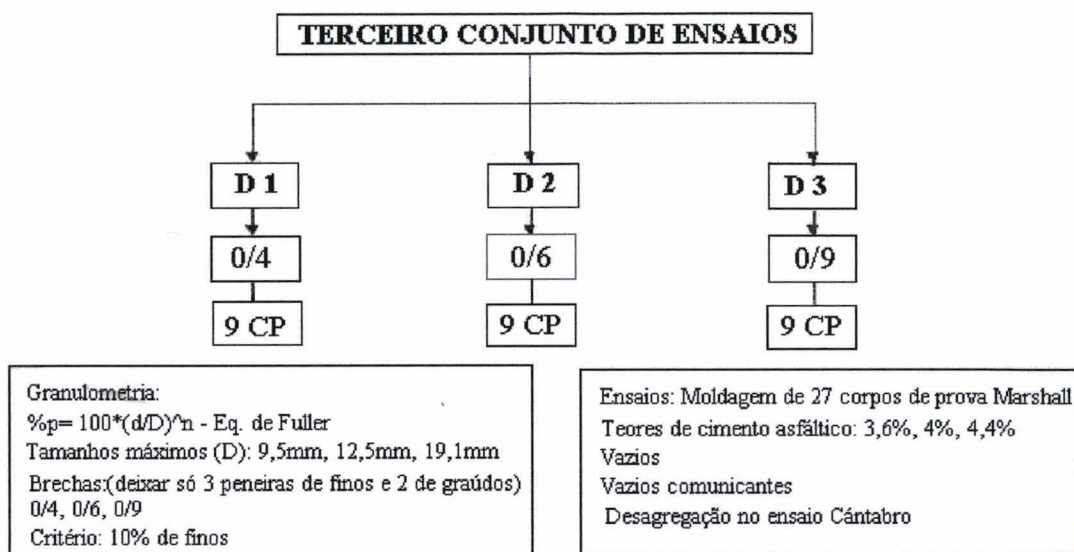 TERCEIRO CONJUNTO DE ENSAIOS
D 1
D 2
D 3
0/4
0/6
0/9
9 CP
9 CP
9 CP
Granulometria:
%p= 100*(d/D)^n - Eq. de Fuller
Tamanhos máximos (D): 9,5mm, 12,5mm, 19,1mm
Brechas:(deixar só 3 peneiras de finos e 2 de graúdos)
0/4, 0/6, 0/9
Critério: 10% de finos
Ensaios: Moldagem de 27 corpos de prova Marshall
Teores de cimento asfáltico: 3,6%, 4%, 4,4%
Vazios
Vazios comunicantes
Desagregação no ensaio Cántabro